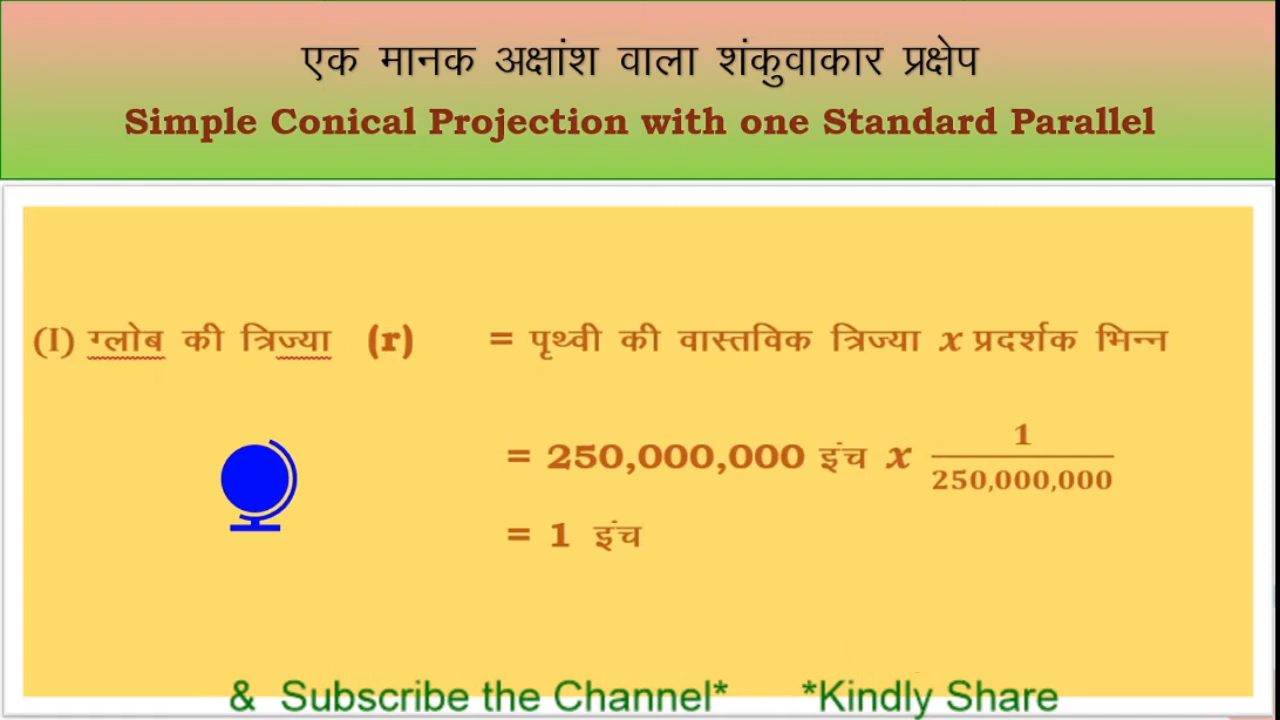 एक मानक अक्षांश वाला शंकुवाकार प्रक्षेप
Simple Conical Projection with one Standard Parallel
(I) ग्लोब की त्रिज्या (r) = पृथ्वी की वास्तविक त्रिज्या x प्रदर्शक भिन्न
= 250,000,000 इंच x 1/250,000,000
= 1 इंच
& Subscribe the Channel* *Kindly Share